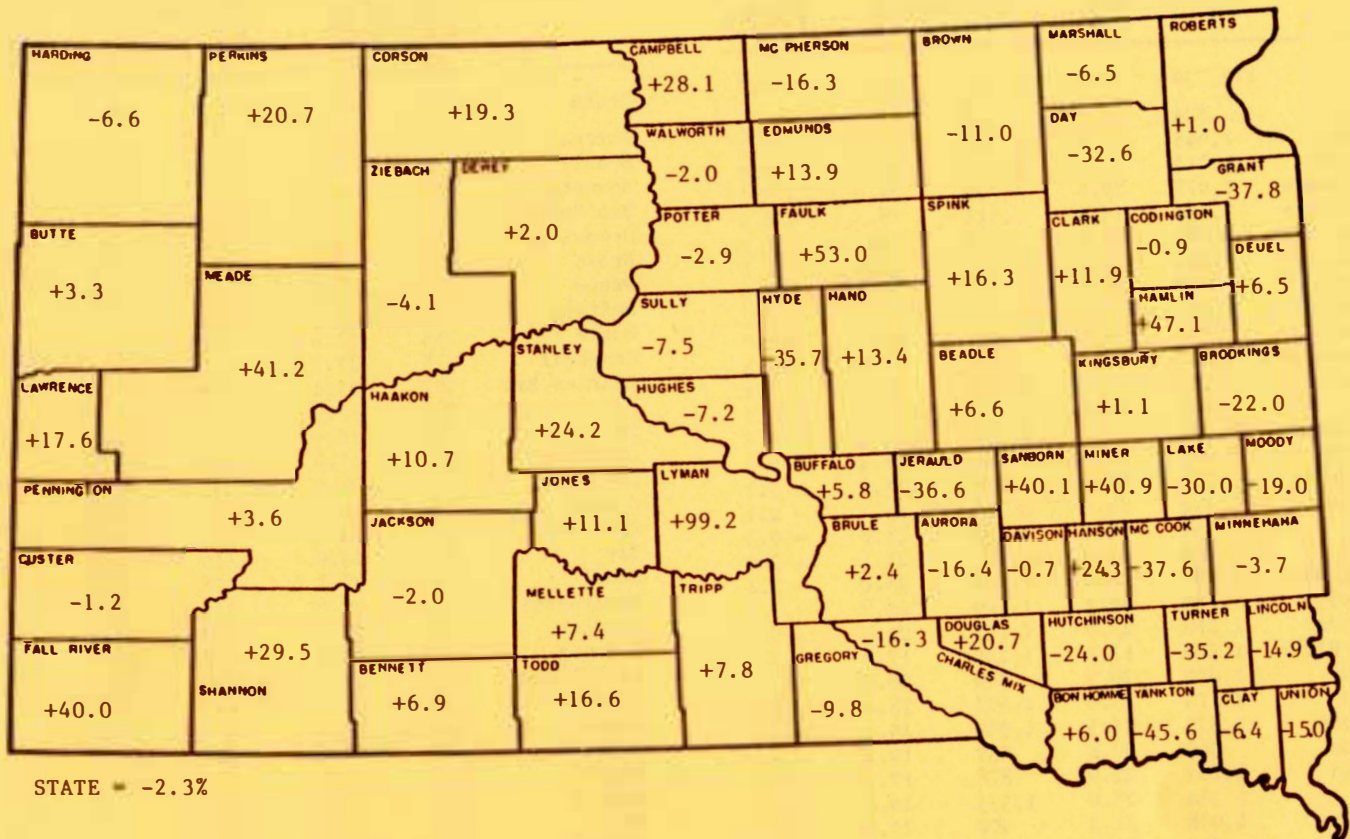 HARDING
-6.6
PERKINS
+20.7
CORSON
+19.3
CAMPBELL
+28.1
MC PHERSON
-16.3
BROWN
-11.0
MARSHALL
-6.5
ROBERTS
+1.0
WALWORTH
-2.0
EDMUNDS
+13.9
DAY
-32.6
GRANT
-37.8
ZIEBACH
-4.1
DEWEY
+2.0
BUTTE
+3.3
MEADE
+41.2
POTTER
-2.9
FAULK
+53.0
SPINK
+16.3
CLARK
+11.9
CODINGTON
-0.9
DEUEL
+6.5
HAMLIN
+47.1
SULLY
-7.5
HYDE
-35.7
HAND
+13.4
STANLEY
+24.2
BEADLE
+6.6
KINGSBURY
+1.1
BROOKINGS
-22.0
LAWRENCE
+17.6
HAAKON
+10.7
HUGHES
-7.2
PENNINGTON
+3.6
JONES
+11.1
LYMAN
+99.2
BUFFALO
+5.8
JERAULD
-36.6
SANBORN
+40.1
MINER
+40.9
LAKE
-30.0
MOODY
-19.0
JACKSON
-2.0
BRULE
+2.4
AURORA
-16.4
DAVISON
-0.7
HANSON
+24.3
MC COOK
-37.6
MINNEHAHA
-3.7
CUSTER
-1.2
MELLETTE
+7.4
TRIPP
+7.8
FALL RIVER
+40.0
SHANNON
+29.5
BENNETT
+6.9
TODD
+16.6
GREGORY
-9.8
CHARLES MIX
-16.3
DOUGLAS
+20.7
HUTCHINSON
-24.0
TURNER
-35.2
LINCOLN
-14.9
BON HOMME
+6.0
YANKTON
-45.6
CLAY
-6.4
UNION
-15.0
STATE = -2.3%